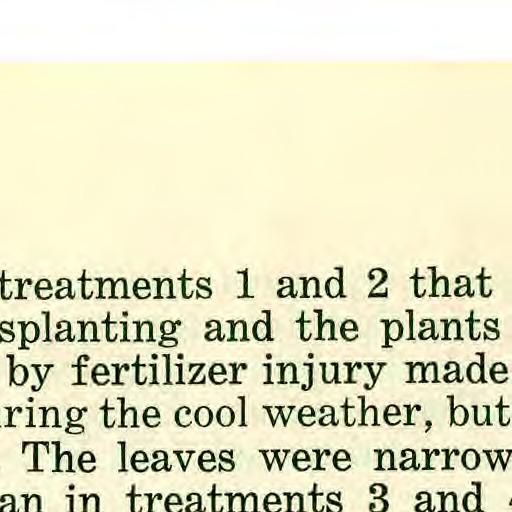 treatments 1 and 2 that
splanting and the plants
by fertilizer injury made
ring the cool weather, but
The leaves were narrow
an in treatments 3 and